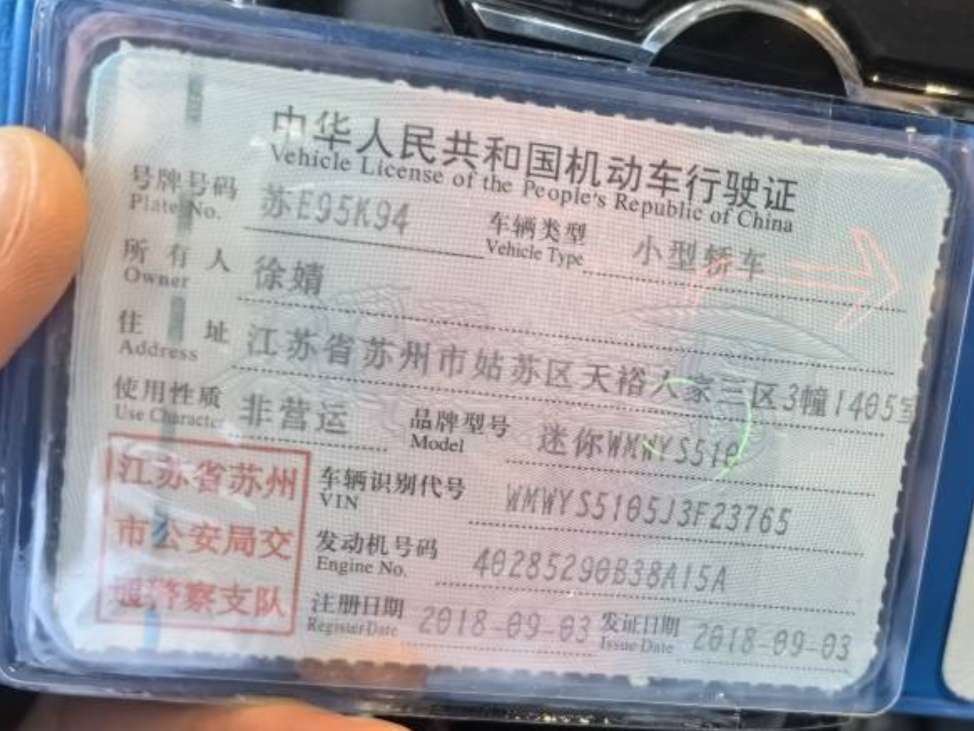 中华人民共和国机动车行驶证
Vehicle License of the People's Republic of China
号牌号码 苏E95K94 车辆类型 小型轿车
Plate No. Vehicle Type
所有人 徐婧
Owner
住址 江苏省苏州市姑苏区天裕人家三区3幢1405室
Address
使用性质 非营运 品牌型号 迷你WMWYS510
Use Character Model
江苏省苏州
市公安局交
通警察支队
车辆识别代号 WMWYS5105J3F23765
VIN
发动机号码 40285290B38A15A
Engine No.
注册日期 2018-09-03 发证日期 2018-09-03
Register Date Issue Date